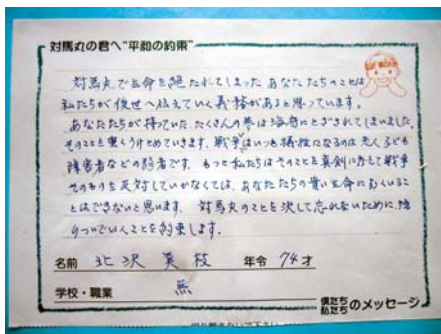 対馬丸の君へ"平和の約束"
対馬丸で生命を絶たれてしまったあなたたちのことは
私たちが後世へ伝えていく義務があると思っています。
あなたたちが持っていた、たくさんの夢は海底にとざされてしまいました。
そのことを重くうけとめています。戦争はいつも犠牲になるのは老人、子ども
障害者などの弱者です。もっと私たちはそのことを真剣に考えて戦争
そのものを反対していかなくては、あなたたちの貴い生命にむくいるこ
とはできないと思います。対馬丸のことを決して忘れないために、語
りついでいくことを約束します。
名前 北沢 美枝 年令 74才
学校・職業 無
僕たち
私たち のメッセージ